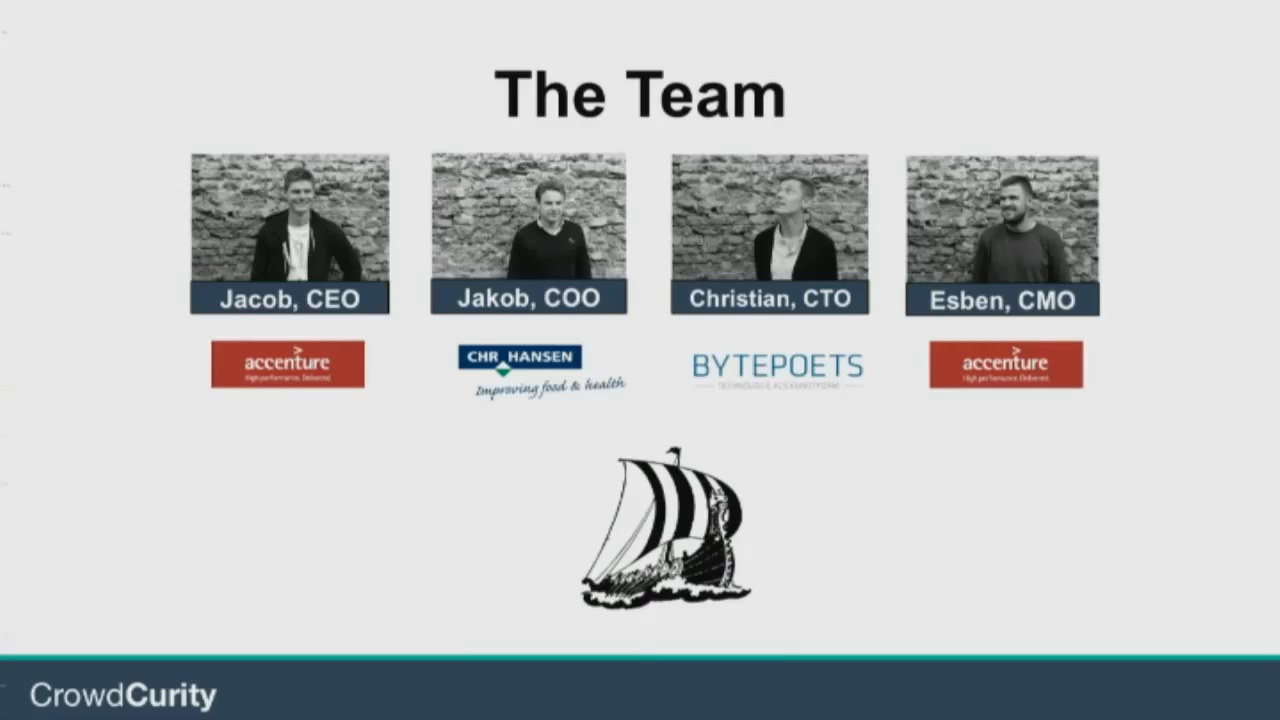 The Team
Jacob, CEO
Jakob, COO
Christian, CTO
Esben, CMO
accenture
High performance. Delivered.
CHR HANSEN
Improving food & health
BYTEPOETS
accenture
High performance. Delivered.
CrowdCurity